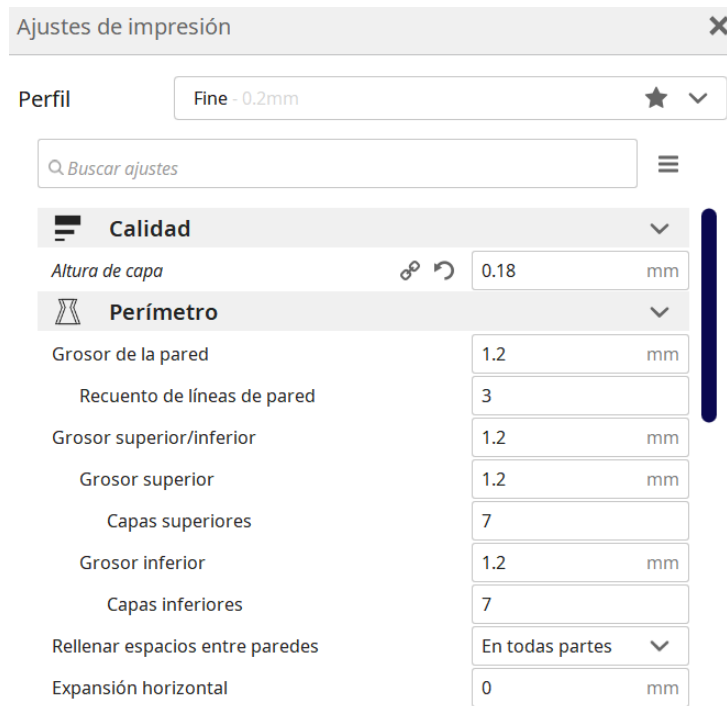 Ajustes de impresión
Perfil Fine - 0.2mm
Buscar ajustes
Calidad
Altura de capa 0.18 mm
Perímetro
Grosor de la pared 1.2 mm
Recuento de líneas de pared 3
Grosor superior/inferior 1.2 mm
Grosor superior 1.2 mm
Capas superiores 7
Grosor inferior 1.2 mm
Capas inferiores 7
Rellenar espacios entre paredes En todas partes
Expansión horizontal 0 mm